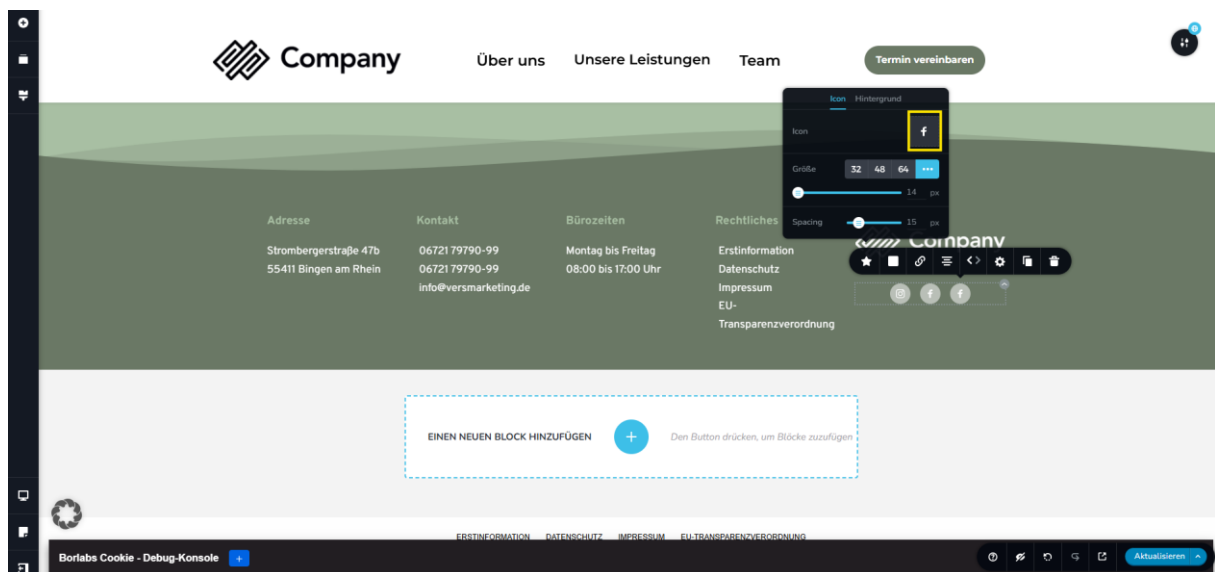 Company
Über uns
Unsere Leistungen
Team
Termin vereinbaren
Icon Hintergrund
Icon
Größe 32 48 64
14 px
Spacing 15 px
Adresse
Strombergerstraße 47b
55411 Bingen am Rhein
Kontakt
06721 79790-99
06721 79790-99
info@versmarketing.de
Bürozeiten
Montag bis Freitag
08:00 bis 17:00 Uhr
Rechtliches
Erstinformation
Datenschutz
Impressum
EU-
Transparenzverordnung
Company
EINEN NEUEN BLOCK HINZUFÜGEN
Den Button drücken, um Blöcke zuzufügen
ERSTINFORMATION DATENSCHUTZ IMPRESSUM EU-TRANSPARENZVERORDNUNG
Borlabs Cookie - Debug-Konsole
Aktualisieren